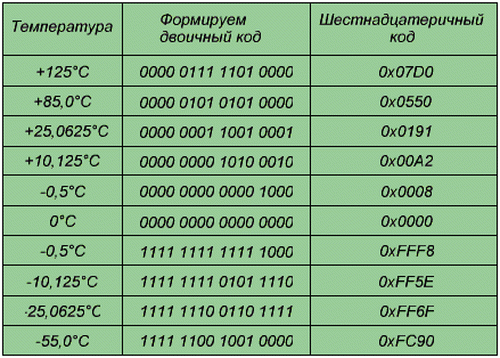 Температура Формируем двоичный код Шестнадцатеричный код
+125°C 0000 0111 1101 0000 0x07D0
+85,0°C 0000 0101 0101 0000 0x0550
+25,0625°C 0000 0001 1001 0001 0x0191
+10,125°C 0000 0000 1010 0010 0x00A2
-0,5°C 0000 0000 0000 1000 0x0008
0°C 0000 0000 0000 0000 0x0000
-0,5°C 1111 1111 1111 1000 0xFFF8
-10,125°C 1111 1111 0101 1110 0xFF5E
-25,0625°C 1111 1110 0110 1111 0xFF6F
-55,0°C 1111 1100 1001 0000 0xFC90